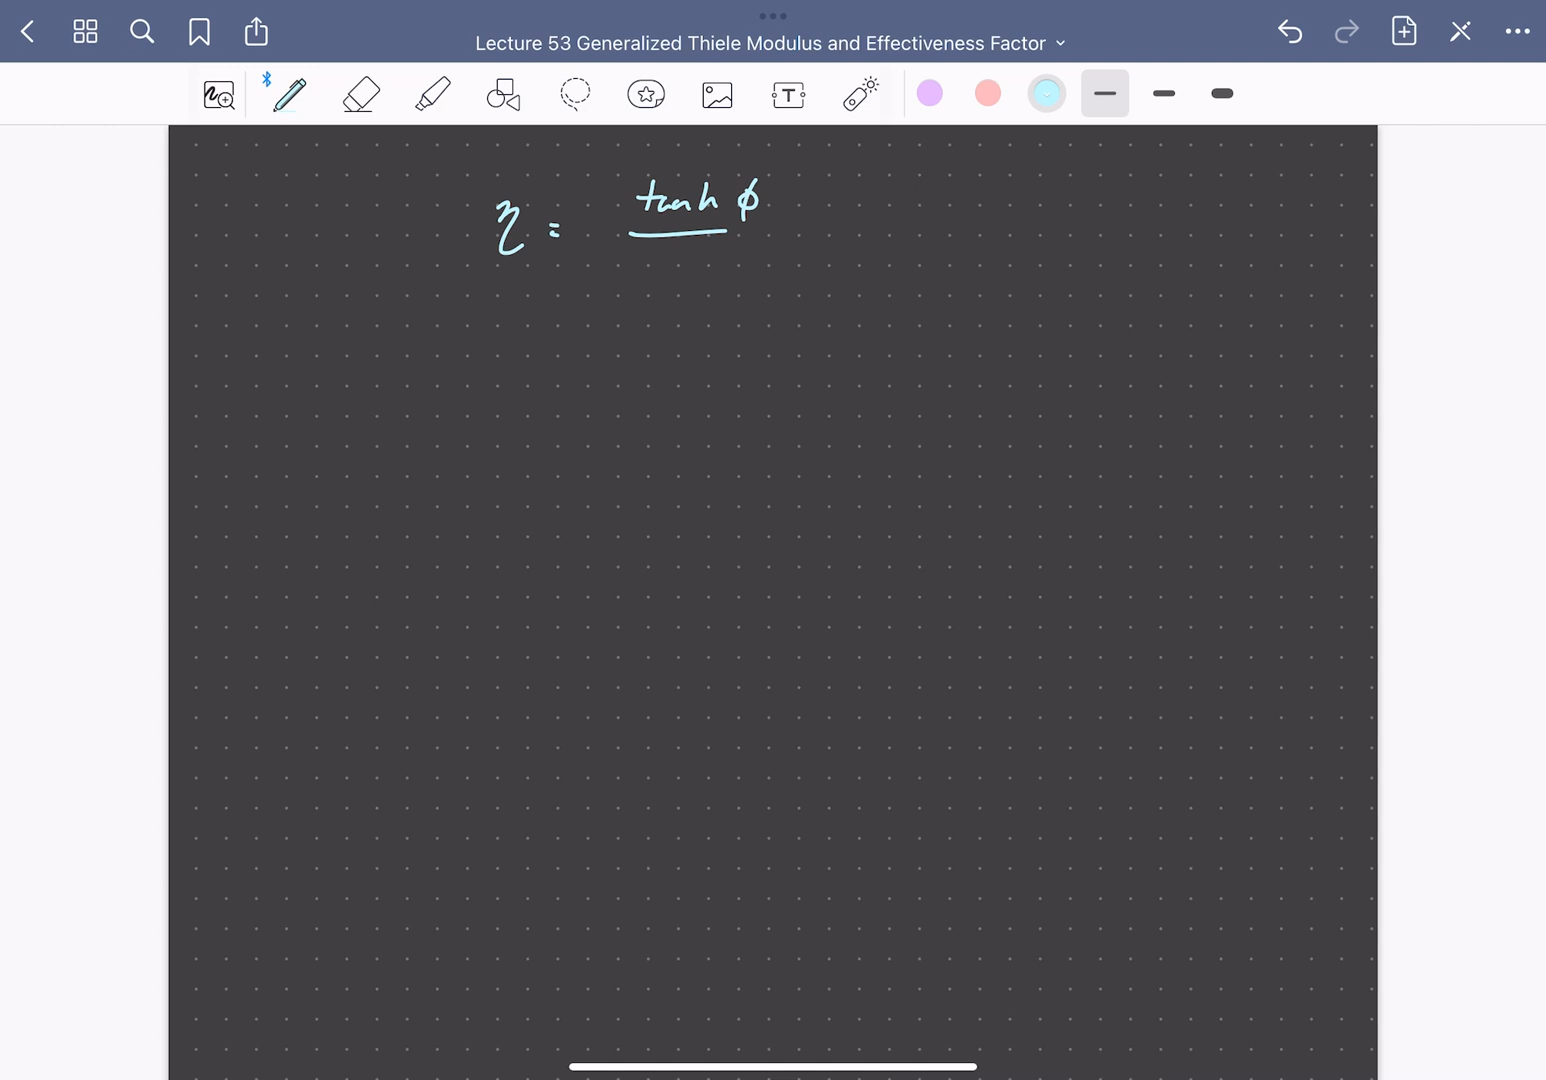 Lecture 53 Generalized Thiele Modulus and Effectiveness Factor
T
η = tanh φ